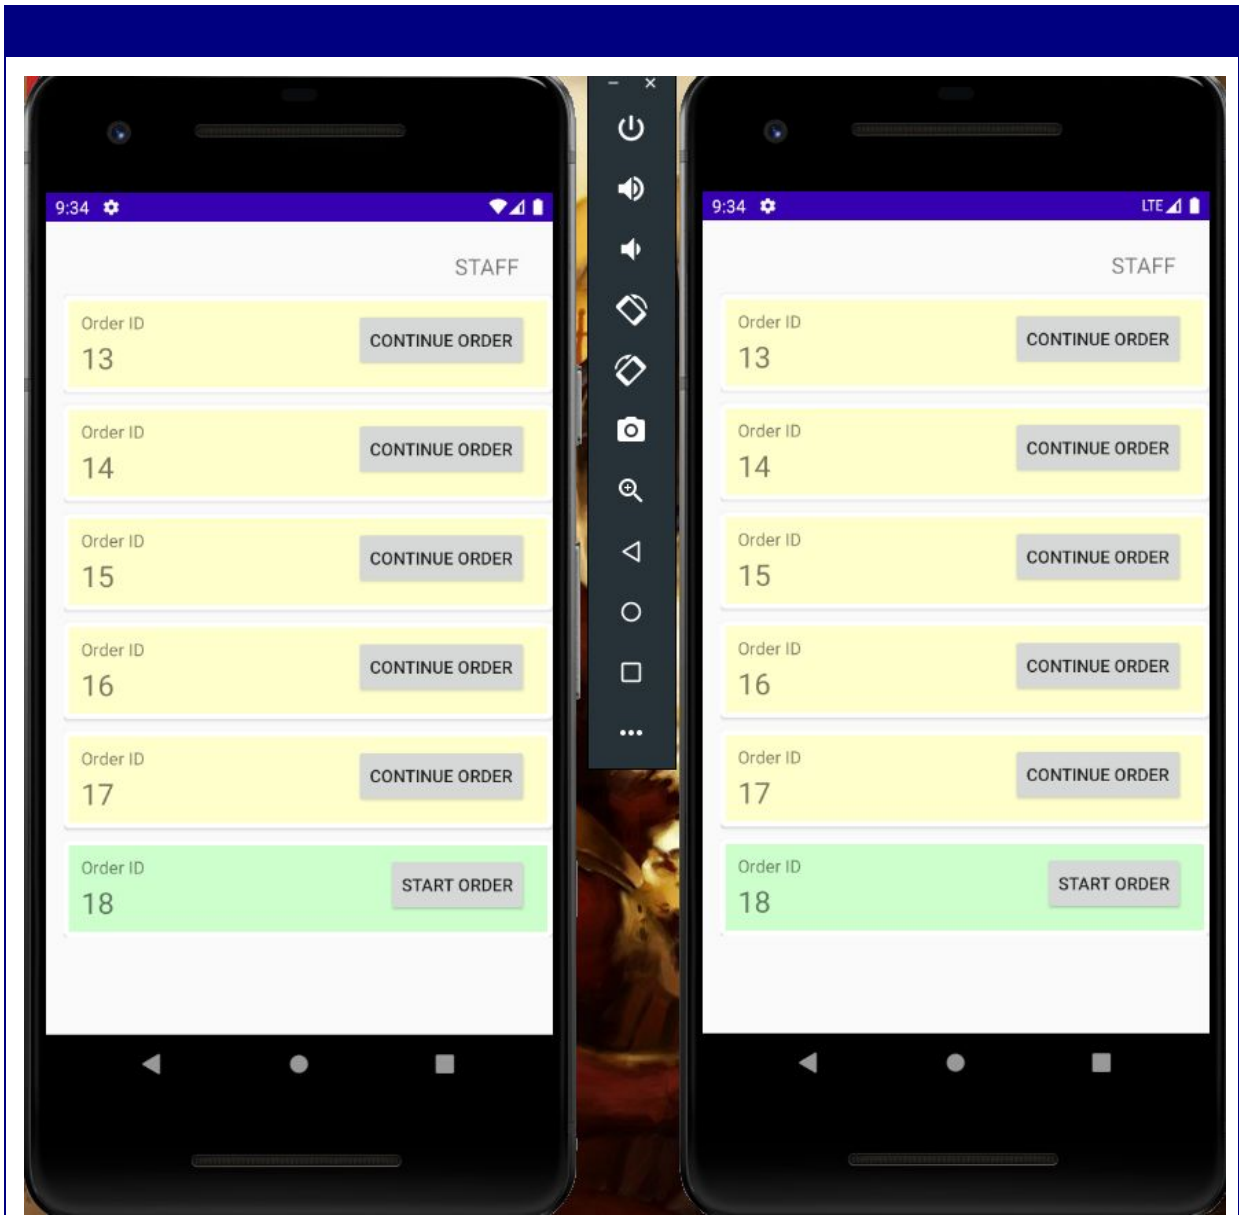 9:34
STAFF
Order ID
13
CONTINUE ORDER
Order ID
14
CONTINUE ORDER
Order ID
15
CONTINUE ORDER
Order ID
16
CONTINUE ORDER
Order ID
17
CONTINUE ORDER
Order ID
18
START ORDER
9:34
LTE
STAFF
Order ID
13
CONTINUE ORDER
Order ID
14
CONTINUE ORDER
Order ID
15
CONTINUE ORDER
Order ID
16
CONTINUE ORDER
Order ID
17
CONTINUE ORDER
Order ID
18
START ORDER